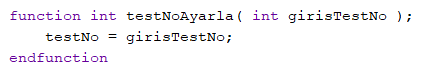 function int testNoAyarla( int girisTestNo );
    testNo = girisTestNo;
endfunction